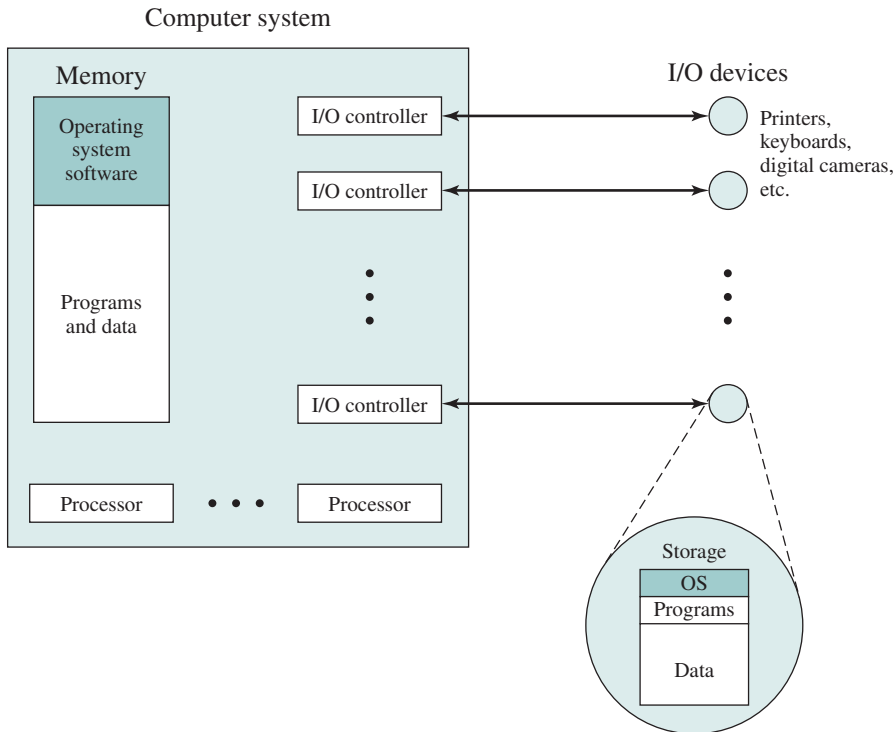 Computer system
Memory
Operating
system
software
Programs
and data
I/O controller
I/O controller
I/O controller
Processor
Processor
I/O devices
Printers,
keyboards,
digital cameras,
etc.
Storage
OS
Programs
Data